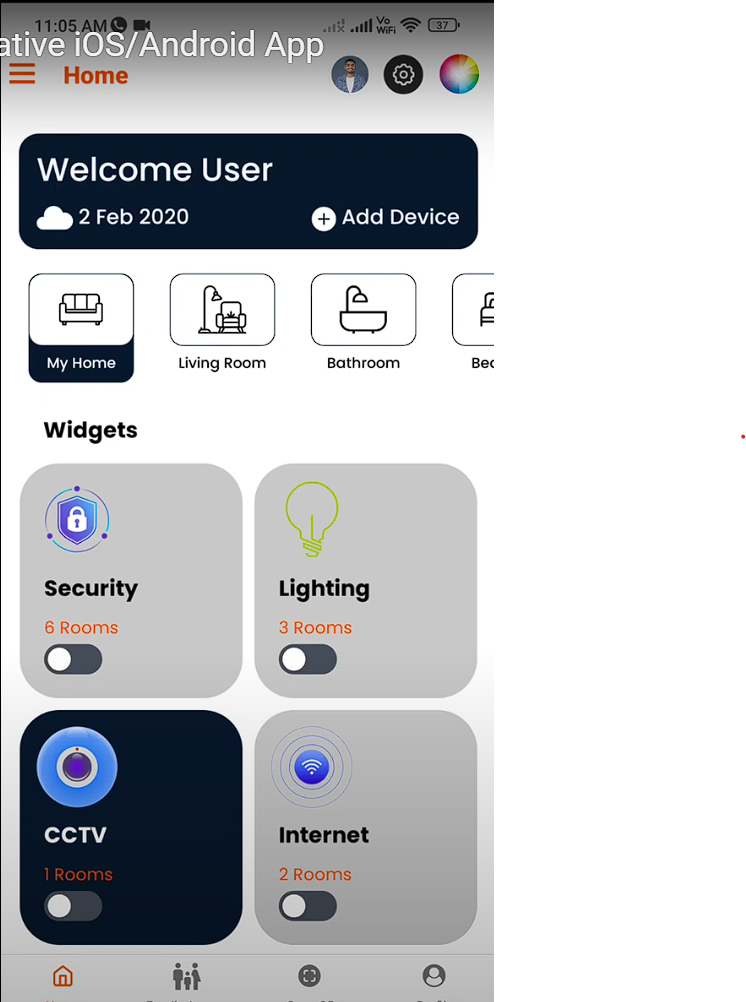 11:05 AM
Vo
WiFi
37
ative iOS/Android App
Home
Welcome User
2 Feb 2020
Add Device
My Home
Living Room
Bathroom
Widgets
Security
Lighting
6 Rooms
3 Rooms
CCTV
Internet
1 Rooms
2 Rooms